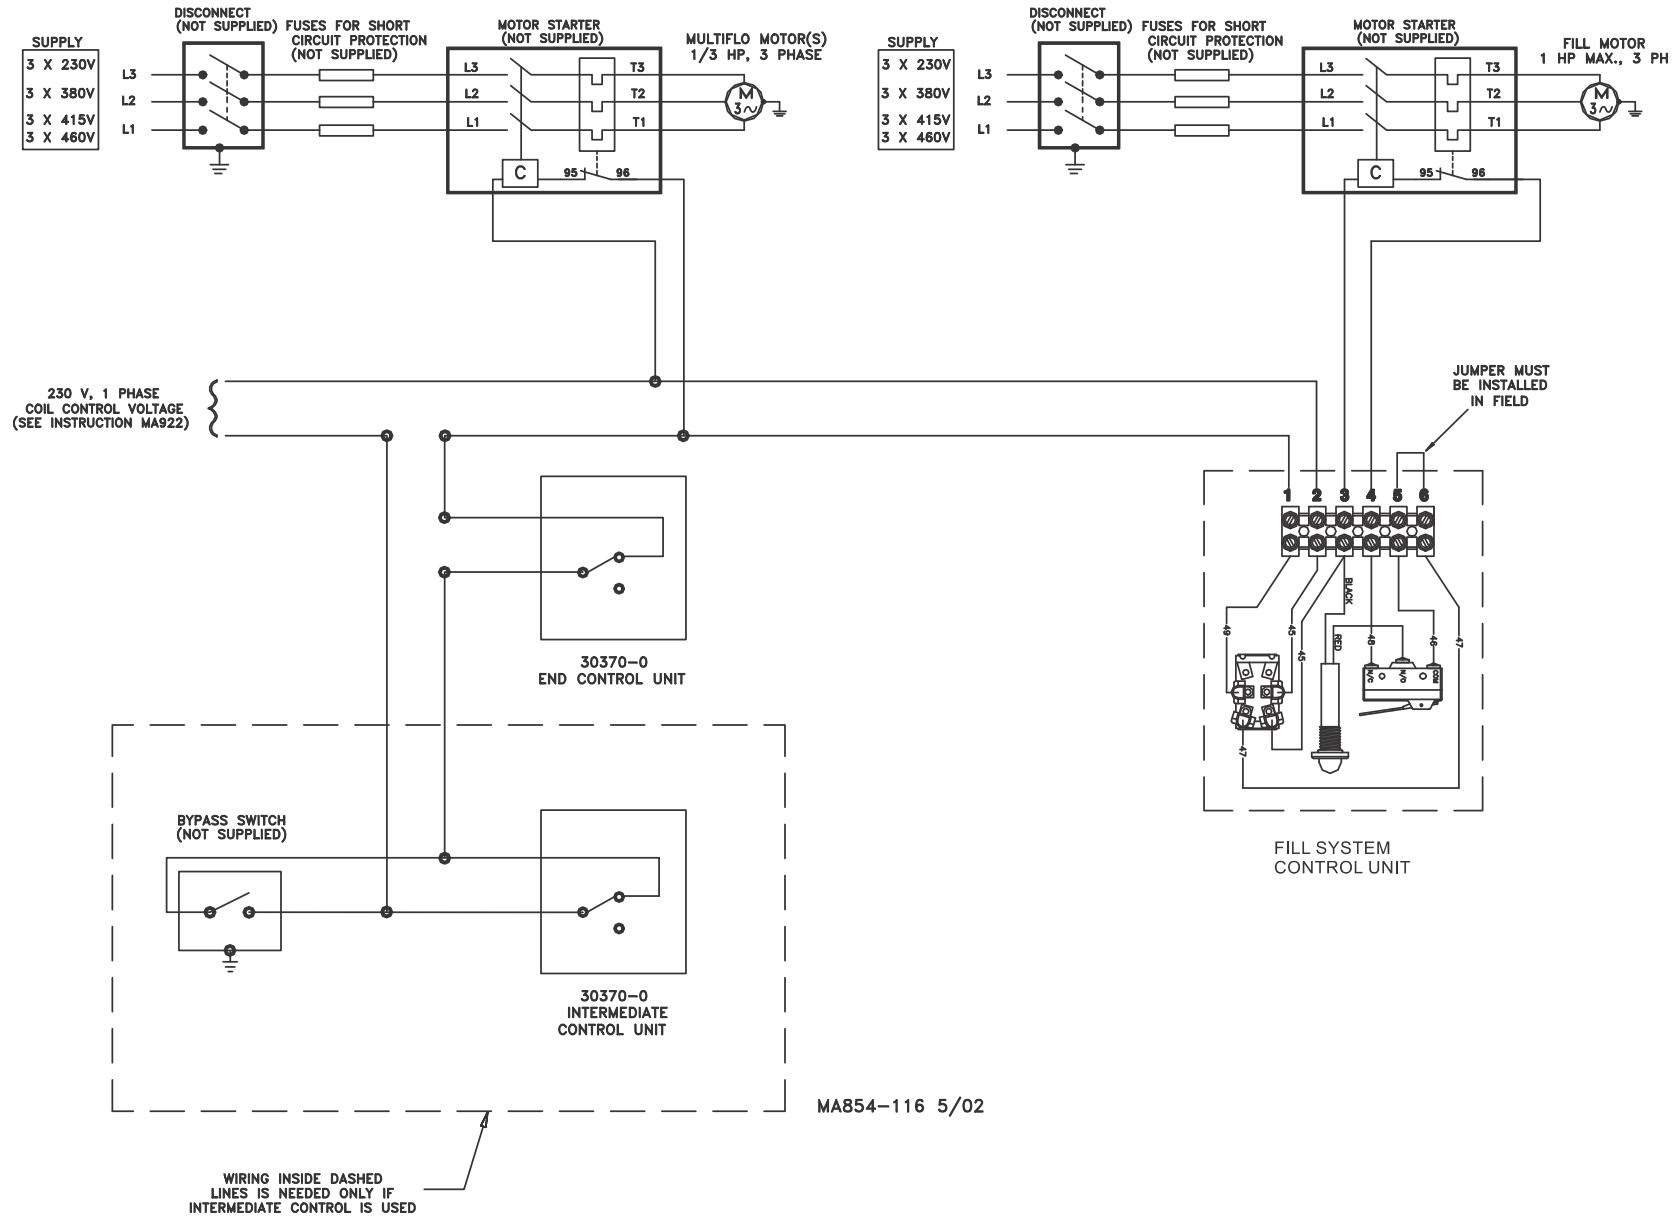 DISCONNECT
(NOT SUPPLIED)
FUSES FOR SHORT
CIRCUIT PROTECTION
(NOT SUPPLIED)
MOTOR STARTER
(NOT SUPPLIED)
MULTIFLO MOTOR(S)
1/3 HP, 3 PHASE
SUPPLY
3 X 230V
3 X 380V
3 X 415V
3 X 460V
L3
L2
L1
L3
L2
L1
T3
T2
T1
M
3~
C
95
96
DISCONNECT
(NOT SUPPLIED)
FUSES FOR SHORT
CIRCUIT PROTECTION
(NOT SUPPLIED)
MOTOR STARTER
(NOT SUPPLIED)
FILL MOTOR
1 HP MAX., 3 PH
SUPPLY
3 X 230V
3 X 380V
3 X 415V
3 X 460V
L3
L2
L1
L3
L2
L1
T3
T2
T1
M
3~
C
95
96
230 V, 1 PHASE
COIL CONTROL VOLTAGE
(SEE INSTRUCTION MA922)
JUMPER MUST
BE INSTALLED
IN FIELD
1 2 3 4 5 6
BLACK
RED
49
45
45
48
46
47
47
N/C
N/O
COM
FILL SYSTEM
CONTROL UNIT
30370-0
END CONTROL UNIT
BYPASS SWITCH
(NOT SUPPLIED)
30370-0
INTERMEDIATE
CONTROL UNIT
MA854-116 5/02
WIRING INSIDE DASHED
LINES IS NEEDED ONLY IF
INTERMEDIATE CONTROL IS USED